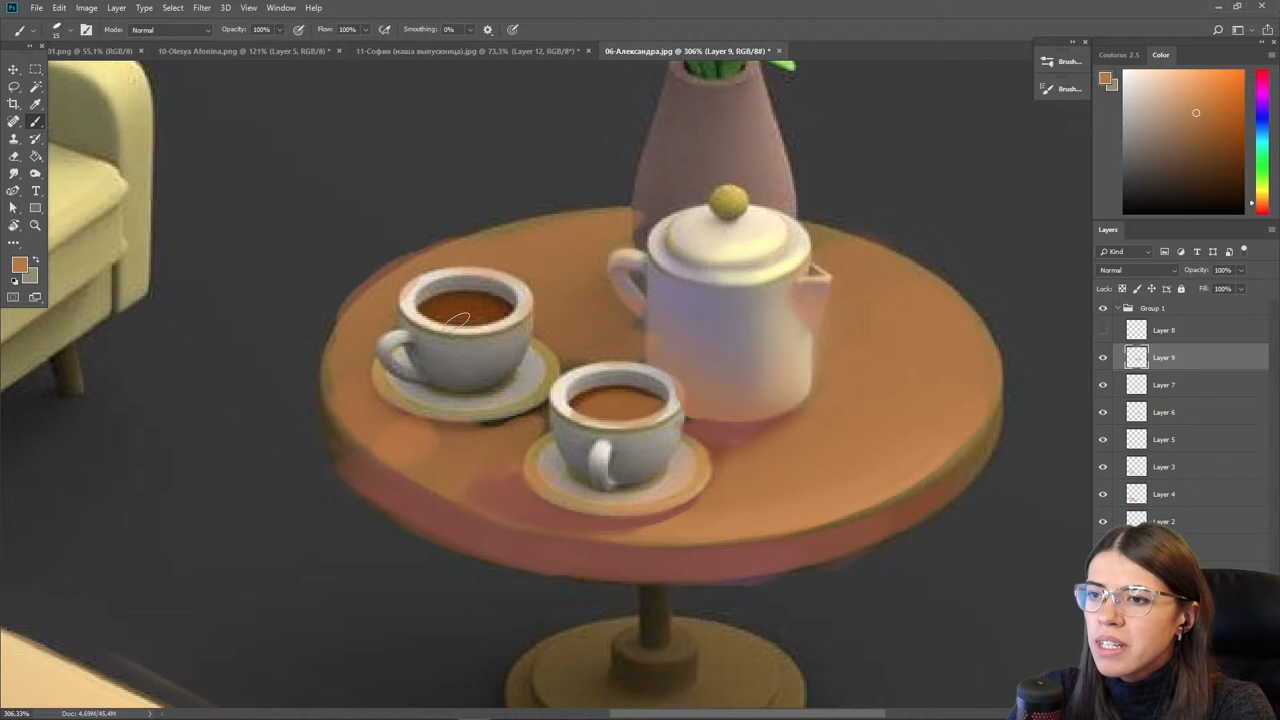 File Edit Image Layer Type Select Filter 3D View Window Help
15 Mode: Normal Opacity: 100% Flow: 100% Smoothing: 0%
01.png @ 55,1% (RGB/8) 10-Olesya Afonina.png @ 121% (Layer 5, RGB/8) * 11-София (наша выпускница).jpg @ 73,3% (Layer 12, RGB/8*) * 06-Александра.jpg @ 306% (Layer 9, RGB/8#) *
Brush...
Brush...
Coolorus 2.5 Color
Layers
Kind
Normal Opacity: 100%
Lock: Fill: 100%
Group 1
Layer 8
Layer 9
Layer 7
Layer 6
Layer 5
Layer 3
Layer 4
Layer 2
306,33% Doc: 4,69M/45,4M